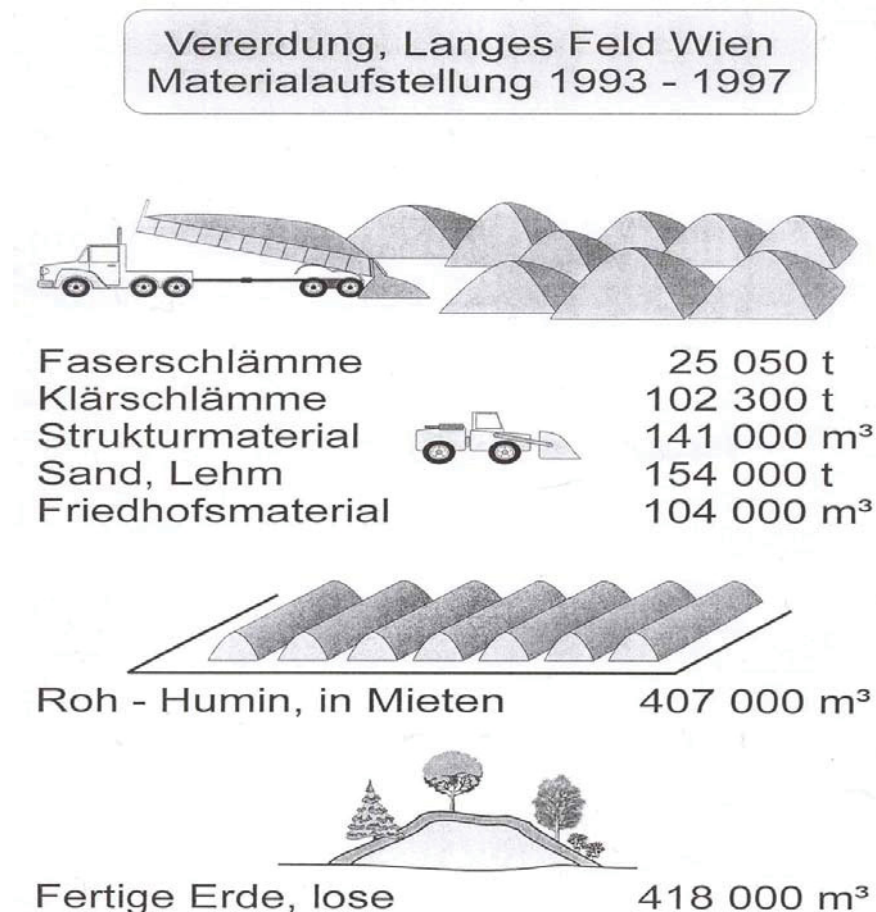 Vererdung, Langes Feld Wien
Materialaufstellung 1993 - 1997
Faserschlämme 25 050 t
Klärschlämme 102 300 t
Strukturmaterial 141 000 m³
Sand, Lehm 154 000 t
Friedhofsmaterial 104 000 m³
Roh - Humin, in Mieten 407 000 m³
Fertige Erde, lose 418 000 m³